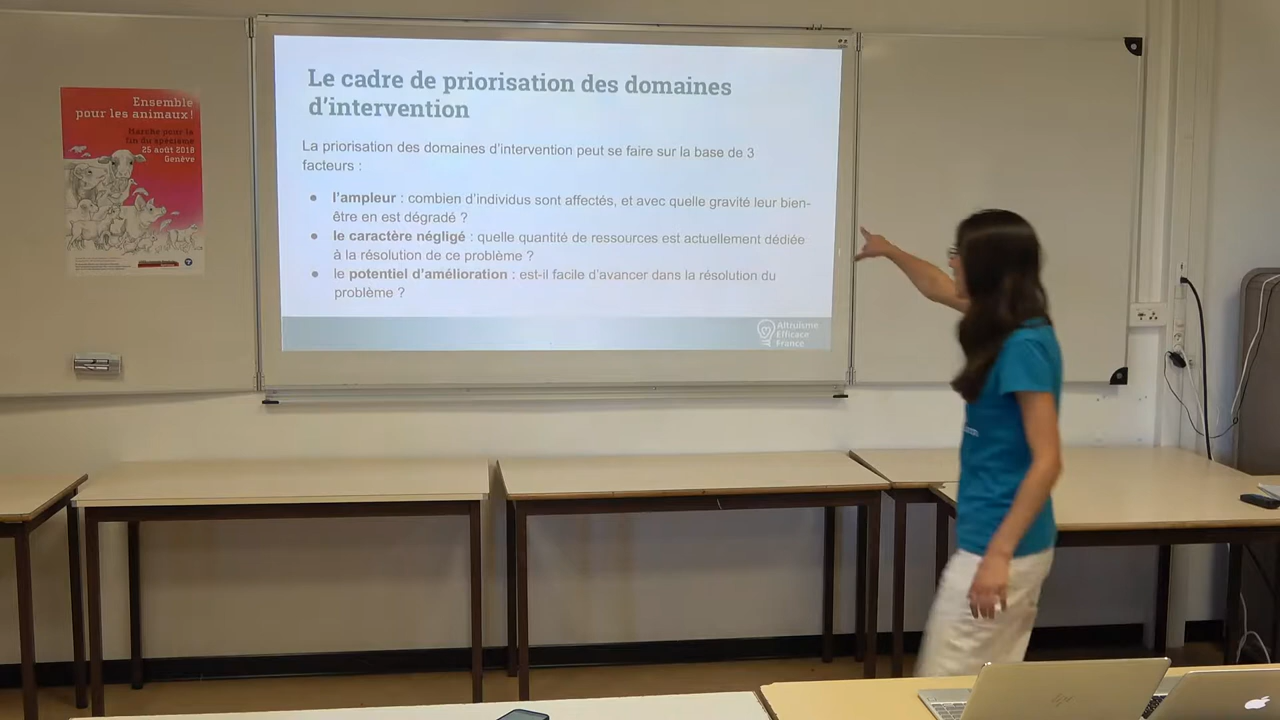 Le cadre de priorisation des domaines
d'intervention
La priorisation des domaines d'intervention peut se faire sur la base de 3
facteurs :
● l'ampleur : combien d'individus sont affectés, et avec quelle gravité leur bien-
être en est dégradé ?
● le caractère négligé : quelle quantité de ressources est actuellement dédiée
à la résolution de ce problème ?
● le potentiel d'amélioration : est-il facile d'avancer dans la résolution du
problème ?
Altruisme
Efficace
France
Ensemble
pour les animaux!
Marche pour la
fin du spécisme
25 août 2018
Genève
hp